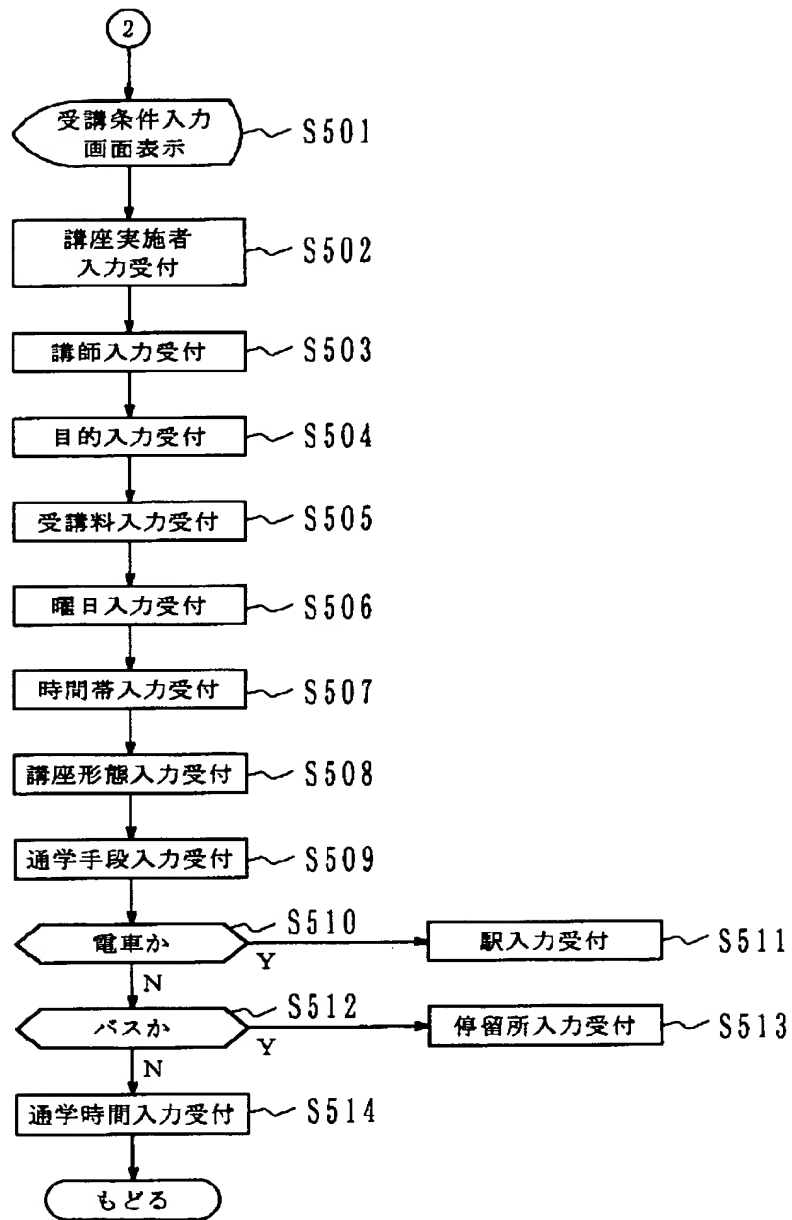 2
受講条件入力
画面表示
S501
講座実施者
入力受付
S502
講師入力受付
S503
目的入力受付
S504
受講料入力受付
S505
曜日入力受付
S506
時間帯入力受付
S507
講座形態入力受付
S508
通学手段入力受付
S509
電車か
S510
Y
N
駅入力受付
S511
バスか
S512
Y
N
停留所入力受付
S513
通学時間入力受付
S514
もどる